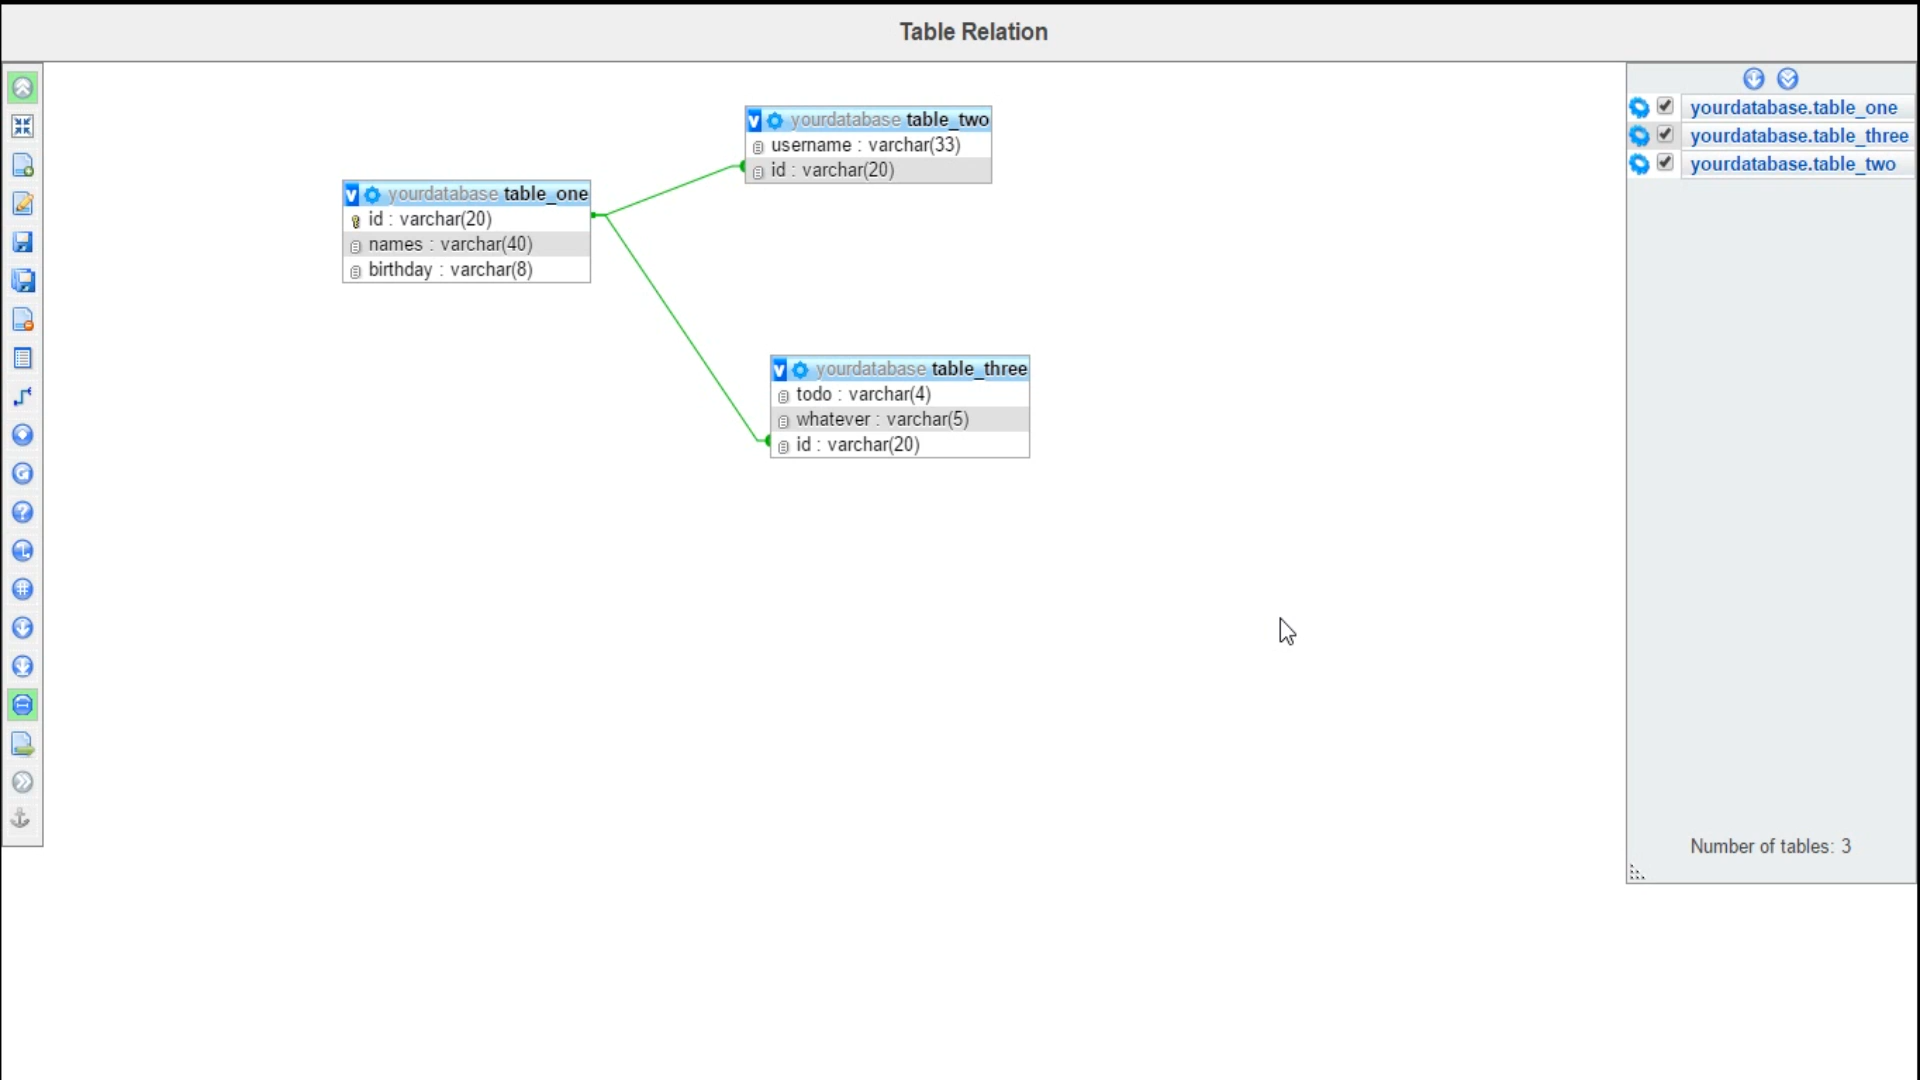 Table Relation
v yourdatabase table_two
username : varchar(33)
id : varchar(20)
v yourdatabase table_one
id : varchar(20)
names : varchar(40)
birthday : varchar(8)
v yourdatabase table_three
todo : varchar(4)
whatever : varchar(5)
id : varchar(20)
yourdatabase.table_one
yourdatabase.table_three
yourdatabase.table_two
Number of tables: 3